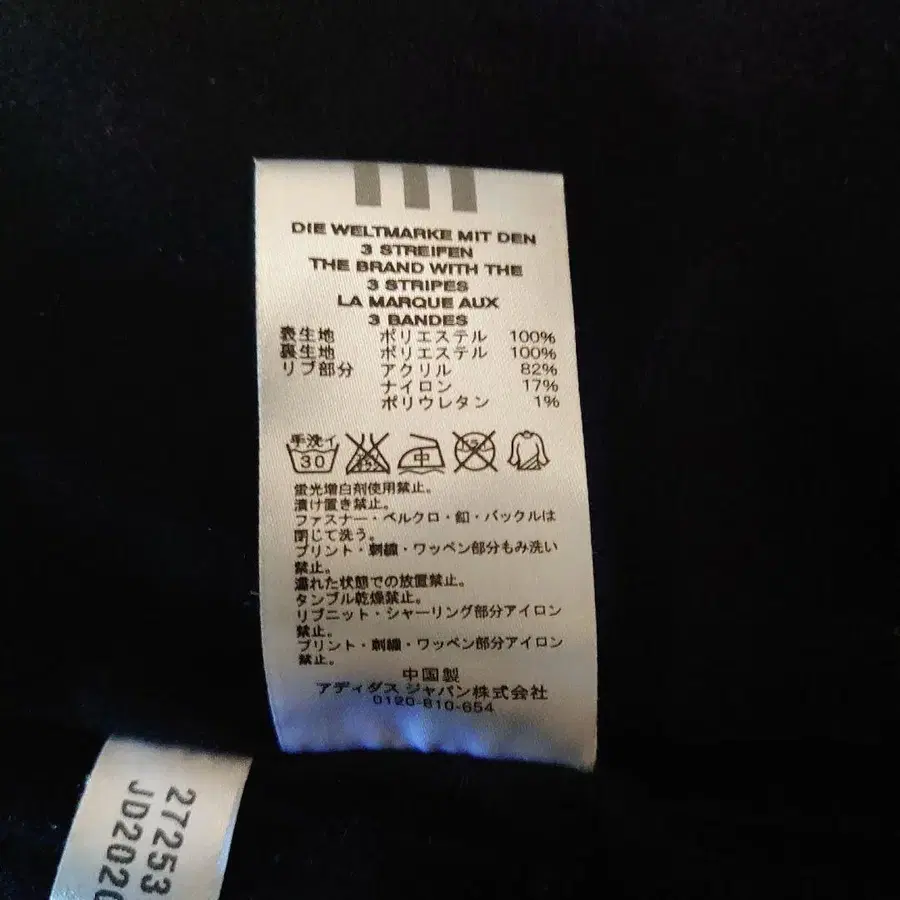 DIE WELTMARKE MIT DEN
3 STREIFEN
THE BRAND WITH THE
3 STRIPES
LA MARQUE AUX
3 BANDES
表生地 ポリエステル 100%
裏生地 ポリエステル 100%
リブ部分 アクリル 82%
ナイロン 17%
ポリウレタン 1%
手洗イ 中
30
蛍光増白剤使用禁止。
漬け置き禁止。
ファスナー・ベルクロ・釦・バックルは
閉じて洗う。
プリント・刺繍・ワッペン部分もみ洗い
禁止。
濡れた状態での放置禁止。
タンブル乾燥禁止。
リブニット・シャーリング部分アイロン
禁止。
プリント・刺繍・ワッペン部分アイロン
禁止。
中国製
アディダス ジャパン株式会社
0120-810-654
27253
JD2020